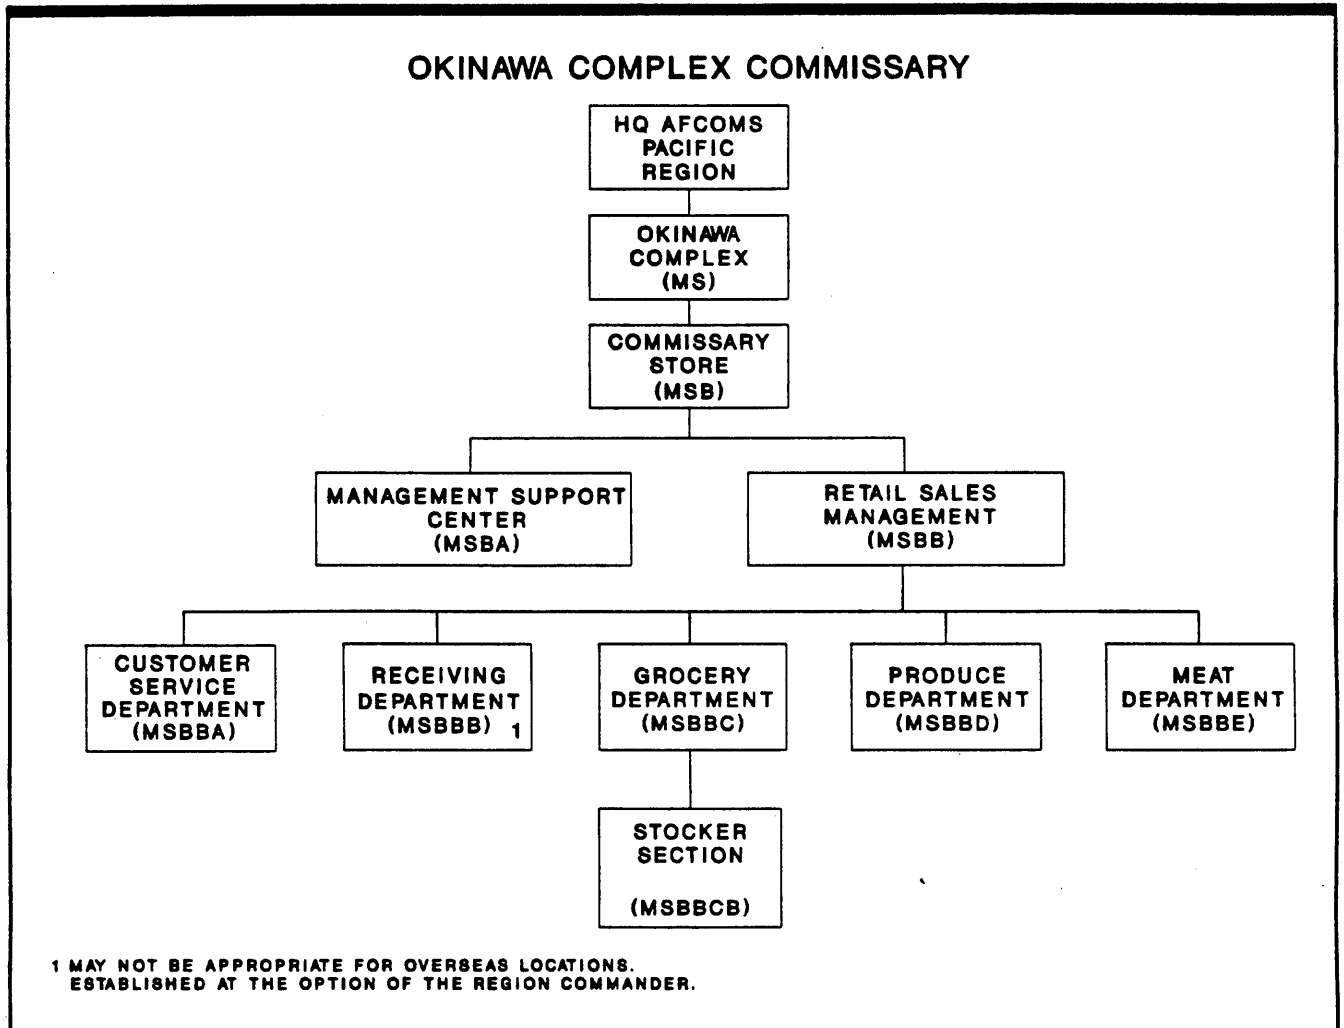 OKINAWA COMPLEX COMMISSARY
HQ AFCOMS
PACIFIC
REGION
OKINAWA
COMPLEX
(MS)
COMMISSARY
STORE
(MSB)
MANAGEMENT SUPPORT
CENTER
(MSBA)
RETAIL SALES
MANAGEMENT
(MSBB)
CUSTOMER
SERVICE
DEPARTMENT
(MSBBA)
RECEIVING
DEPARTMENT
(MSBBB) 1
GROCERY
DEPARTMENT
(MSBBC)
PRODUCE
DEPARTMENT
(MSBBD)
MEAT
DEPARTMENT
(MSBBE)
STOCKER
SECTION
(MSBBCB)
1 MAY NOT BE APPROPRIATE FOR OVERSEAS LOCATIONS.
ESTABLISHED AT THE OPTION OF THE REGION COMMANDER.